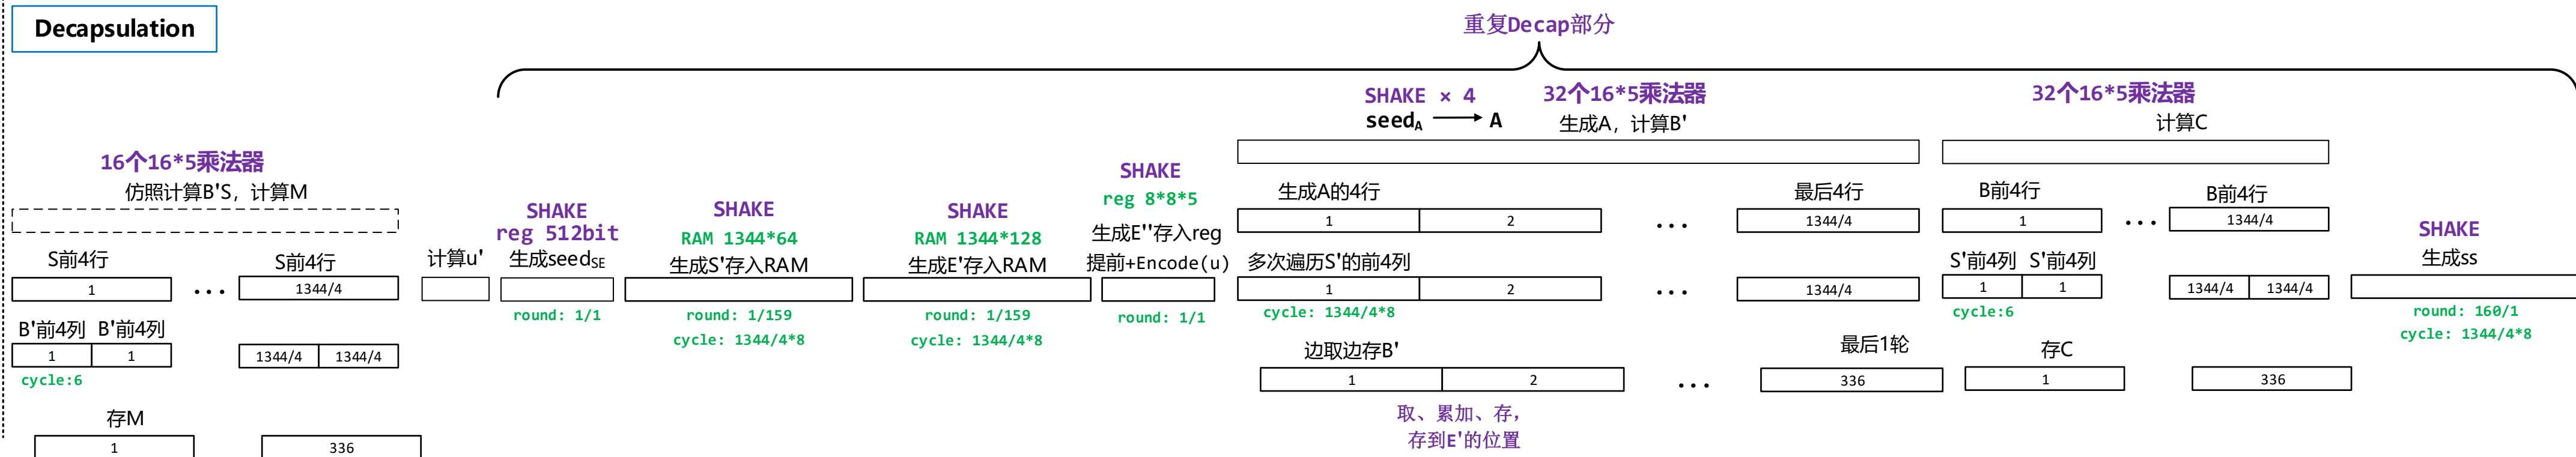 Decapsulation
重复Decap部分
16个16*5乘法器
仿照计算B'S，计算M
S前4行
1
...
S前4行
1344/4
B'前4列 B'前4列
1 1
1344/4 1344/4
cycle:6
存M
1
336
计算u'
SHAKE
reg 512bit
生成seedSE
round: 1/1
SHAKE
RAM 1344*64
生成S'存入RAM
round: 1/159
cycle: 1344/4*8
SHAKE
RAM 1344*128
生成E'存入RAM
round: 1/159
cycle: 1344/4*8
SHAKE
reg 8*8*5
生成E''存入reg
提前+Encode(u)
round: 1/1
SHAKE × 4
seedA → A
32个16*5乘法器
生成A，计算B'
生成A的4行
1 2
...
最后4行
1344/4
多次遍历S'的前4列
1 2
...
1344/4
cycle: 1344/4*8
边取边存B'
1 2
...
最后1轮
336
取、累加、存，
存到E'的位置
32个16*5乘法器
计算C
B前4行
1
...
B前4行
1344/4
S'前4列 S'前4列
1 1
1344/4 1344/4
cycle:6
存C
1
336
SHAKE
生成ss
round: 160/1
cycle: 1344/4*8